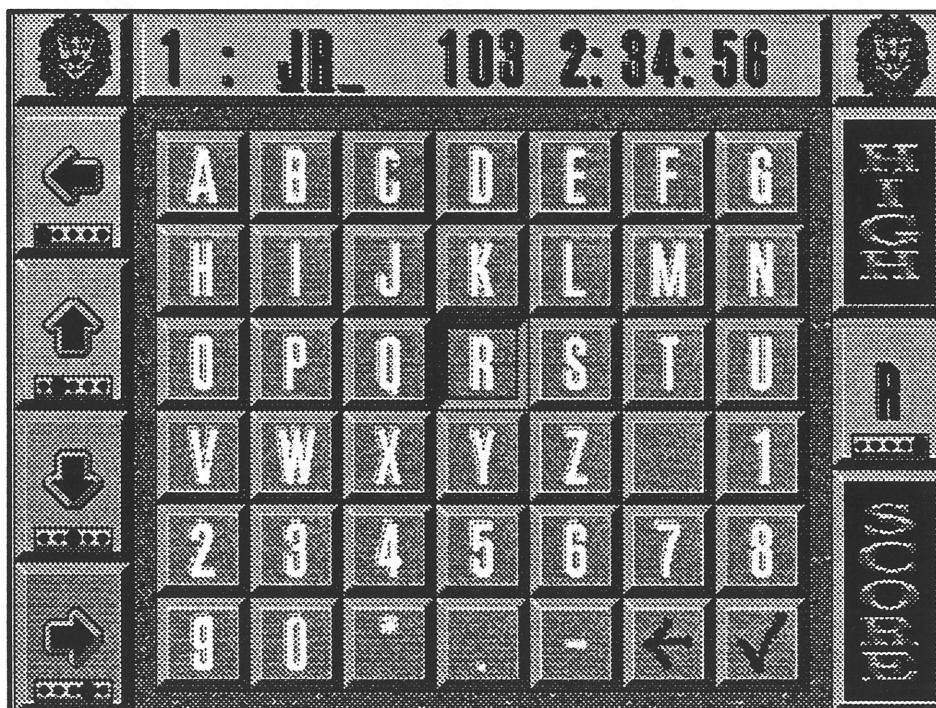 1 : JR_ 103 2:34:56
A B C D E F G
H I J K L M N
O P Q R S T U
V W X Y Z 1
2 3 4 5 6 7 8
9 0 * . - ← ✓
HIGH
R
SCORE